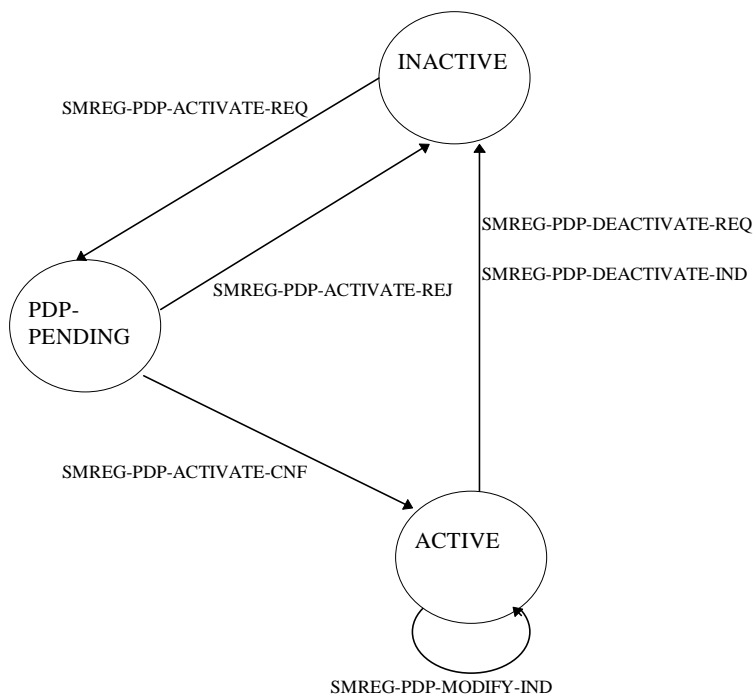 INACTIVE
SMREG-PDP-ACTIVATE-REQ
SMREG-PDP-DEACTIVATE-REQ
SMREG-PDP-DEACTIVATE-IND
SMREG-PDP-ACTIVATE-REJ
PDP-
PENDING
SMREG-PDP-ACTIVATE-CNF
ACTIVE
SMREG-PDP-MODIFY-IND